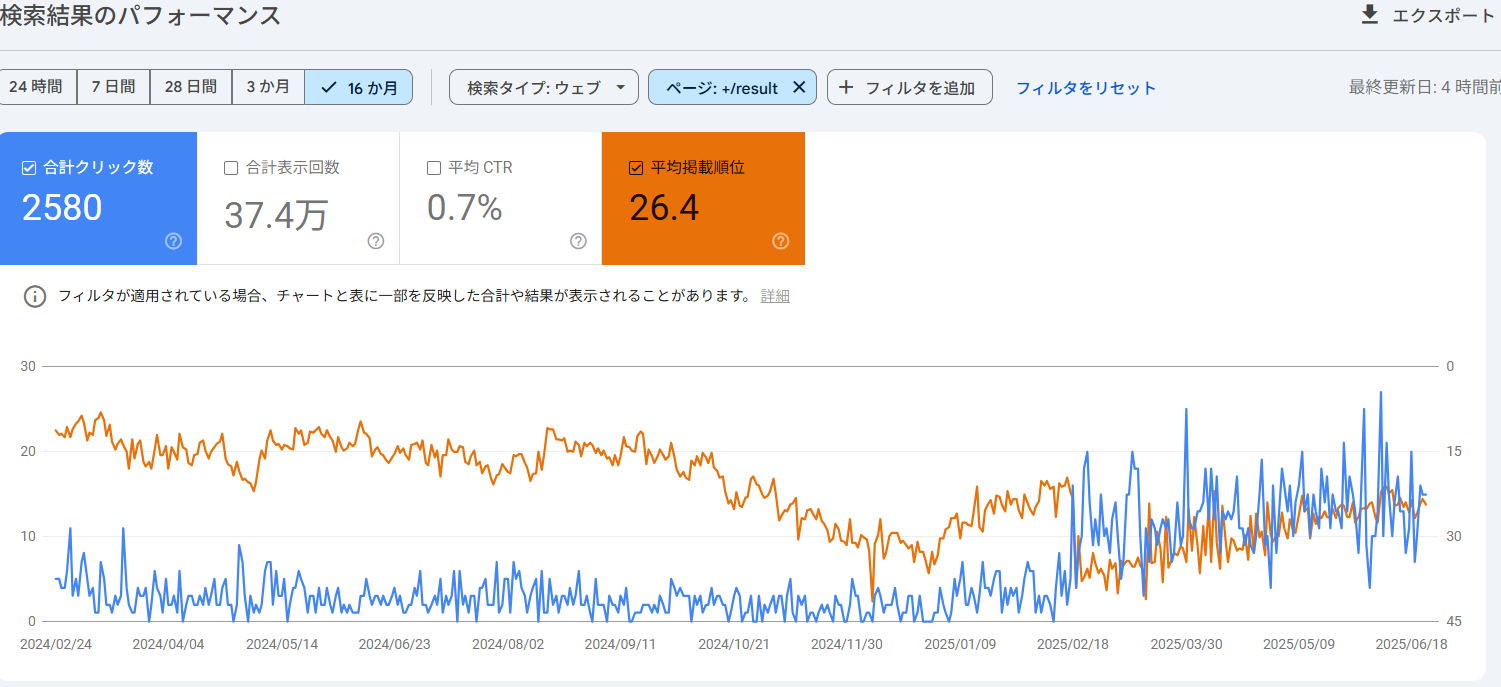 検索結果のパフォーマンス
エクスポート
24 時間 7 日間 28 日間 3 か月 16 か月 検索タイプ: ウェブ ページ: +/result フィルタを追加 フィルタをリセット 最終更新日: 4 時間前
合計クリック数 合計表示回数 平均 CTR 平均掲載順位
2580 37.4万 0.7% 26.4
フィルタが適用されている場合、チャートと表に一部を反映した合計や結果が表示されることがあります。 詳細
30 0
20 15
10 30
0 45
2024/02/24 2024/04/04 2024/05/14 2024/06/23 2024/08/02 2024/09/11 2024/10/21 2024/11/30 2025/01/09 2025/02/18 2025/03/30 2025/05/09 2025/06/18